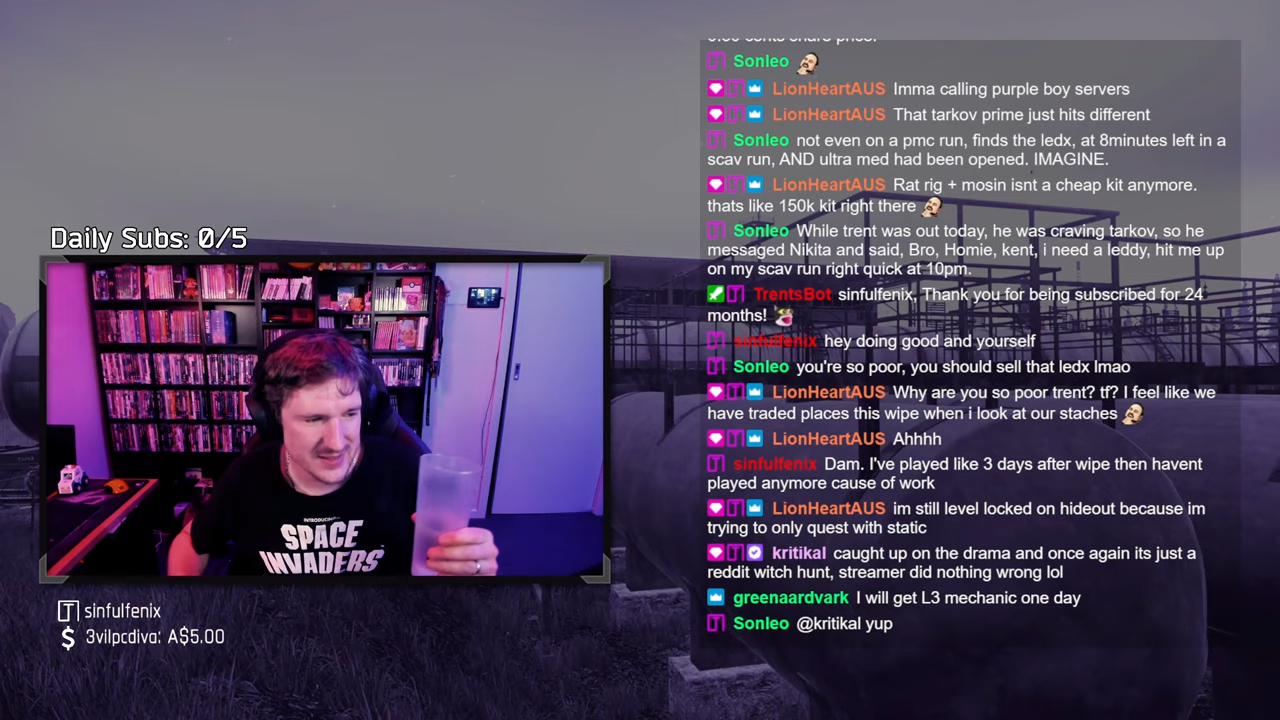 Daily Subs: 0/5
INTRODUCING
SPACE
INVADERS
sinfulfenix
$ 3vilpcdiva: A$5.00
0.50 cents share price.
Sonleo
LionHeartAUS Imma calling purple boy servers
LionHeartAUS That tarkov prime just hits different
Sonleo not even on a pmc run, finds the ledx, at 8minutes left in a
scav run, AND ultra med had been opened. IMAGINE.
LionHeartAUS Rat rig + mosin isnt a cheap kit anymore.
thats like 150k kit right there
Sonleo While trent was out today, he was craving tarkov, so he
messaged Nikita and said, Bro, Homie, kent, i need a leddy, hit me up
on my scav run right quick at 10pm.
TrentsBot sinfulfenix, Thank you for being subscribed for 24
months!
sinfulfenix hey doing good and yourself
Sonleo you're so poor, you should sell that ledx lmao
LionHeartAUS Why are you so poor trent? tf? I feel like we
have traded places this wipe when i look at our staches
LionHeartAUS Ahhhh
sinfulfenix Dam. I've played like 3 days after wipe then havent
played anymore cause of work
LionHeartAUS im still level locked on hideout because im
trying to only quest with static
kritikal caught up on the drama and once again its just a
reddit witch hunt, streamer did nothing wrong lol
greenaardvark I will get L3 mechanic one day
Sonleo @kritikal yup